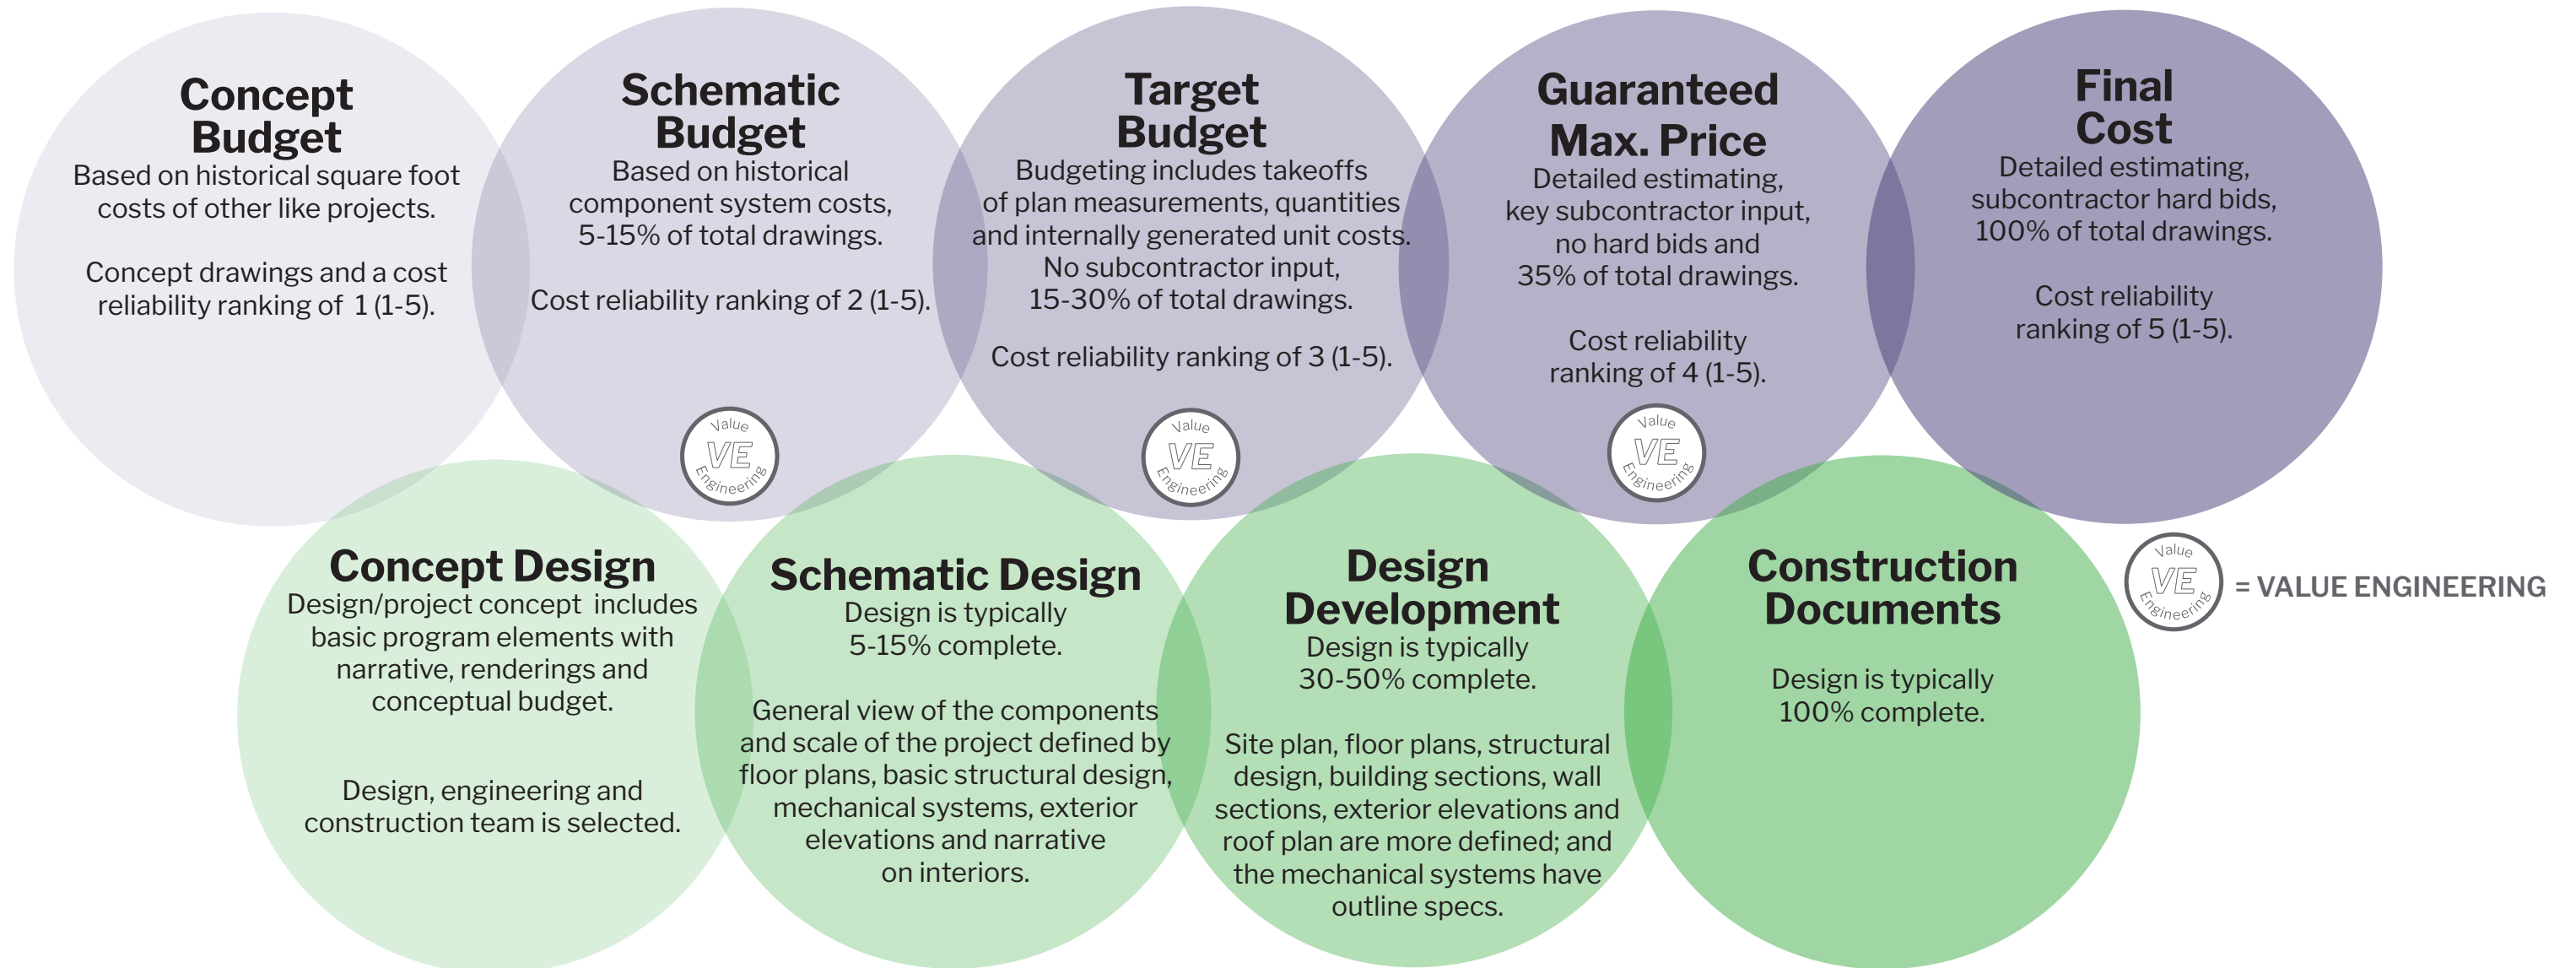 Concept
Budget
Based on historical square foot
costs of other like projects.
Concept drawings and a cost
reliability ranking of  1 (1-5).
Schematic
Budget
Based on historical
component system costs,
5-15% of total drawings.
Cost reliability ranking of 2 (1-5).
Value
VE
Engineering
Target
Budget
Budgeting includes takeoffs
of plan measurements, quantities
and internally generated unit costs.
No subcontractor input,
15-30% of total drawings.
Cost reliability ranking of 3 (1-5).
Value
VE
Engineering
Guaranteed
Max. Price
Detailed estimating,
key subcontractor input,
no hard bids and
35% of total drawings.
Cost reliability
ranking of 4 (1-5).
Value
VE
Engineering
Final
Cost
Detailed estimating,
subcontractor hard bids,
100% of total drawings.
Cost reliability
ranking of 5 (1-5).
Concept Design
Design/project concept  includes
basic program elements with
narrative, renderings and
conceptual budget.
Design, engineering and
construction team is selected.
Schematic Design
Design is typically
5-15% complete.
General view of the components
and scale of the project defined by
floor plans, basic structural design,
mechanical systems, exterior
elevations and narrative
on interiors.
Design
Development
Design is typically
30-50% complete.
Site plan, floor plans, structural
design, building sections, wall
sections, exterior elevations and
roof plan are more defined; and
the mechanical systems have
outline specs.
Construction
Documents
Design is typically
100% complete.
Value
VE
Engineering
= VALUE ENGINEERING